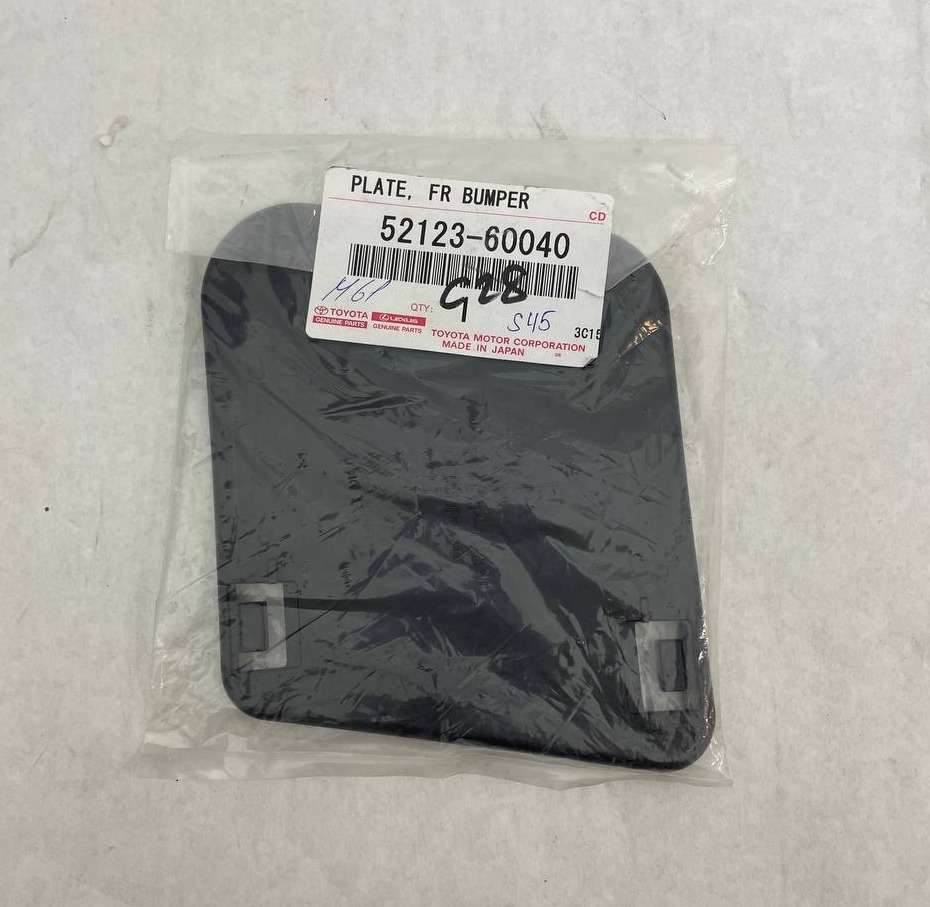 PLATE, FR BUMPER
CD
52123-60040
G28
M61
QTY: 1
S45
3C15
TOYOTA
GENUINE PARTS
LEXUS
GENUINE PARTS
TOYOTA MOTOR CORPORATION
MADE IN JAPAN